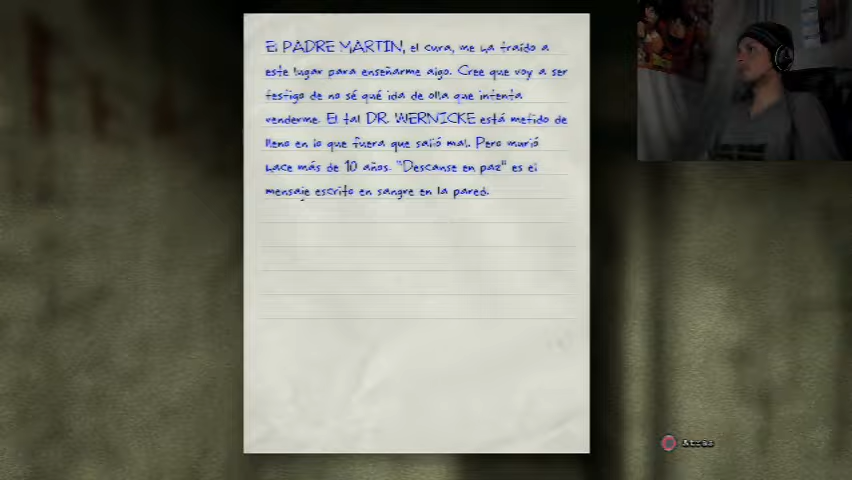 El PADRE MARTIN, el cura, me ha traído a
este lugar para enseñarme algo. Cree que voy a ser
testigo de no sé qué ida de olla que intenta
venderme. El tal DR. WERNICKE está metido de
lleno en lo que fuera que salió mal. Pero murió
hace más de 10 años. "Descanse en paz" es el
mensaje escrito en sangre en la pared.
Atrás